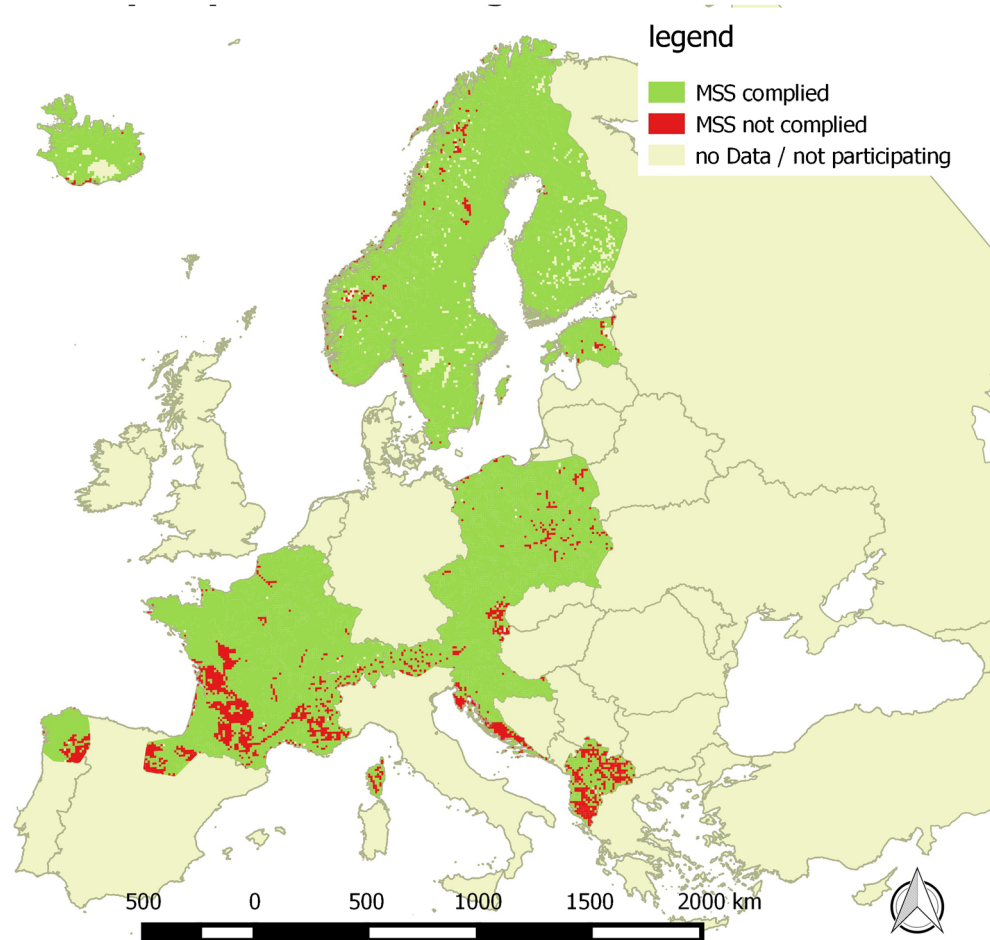 legend
MSS complied
MSS not complied
no Data / not participating
500 0 500 1000 1500 2000 km